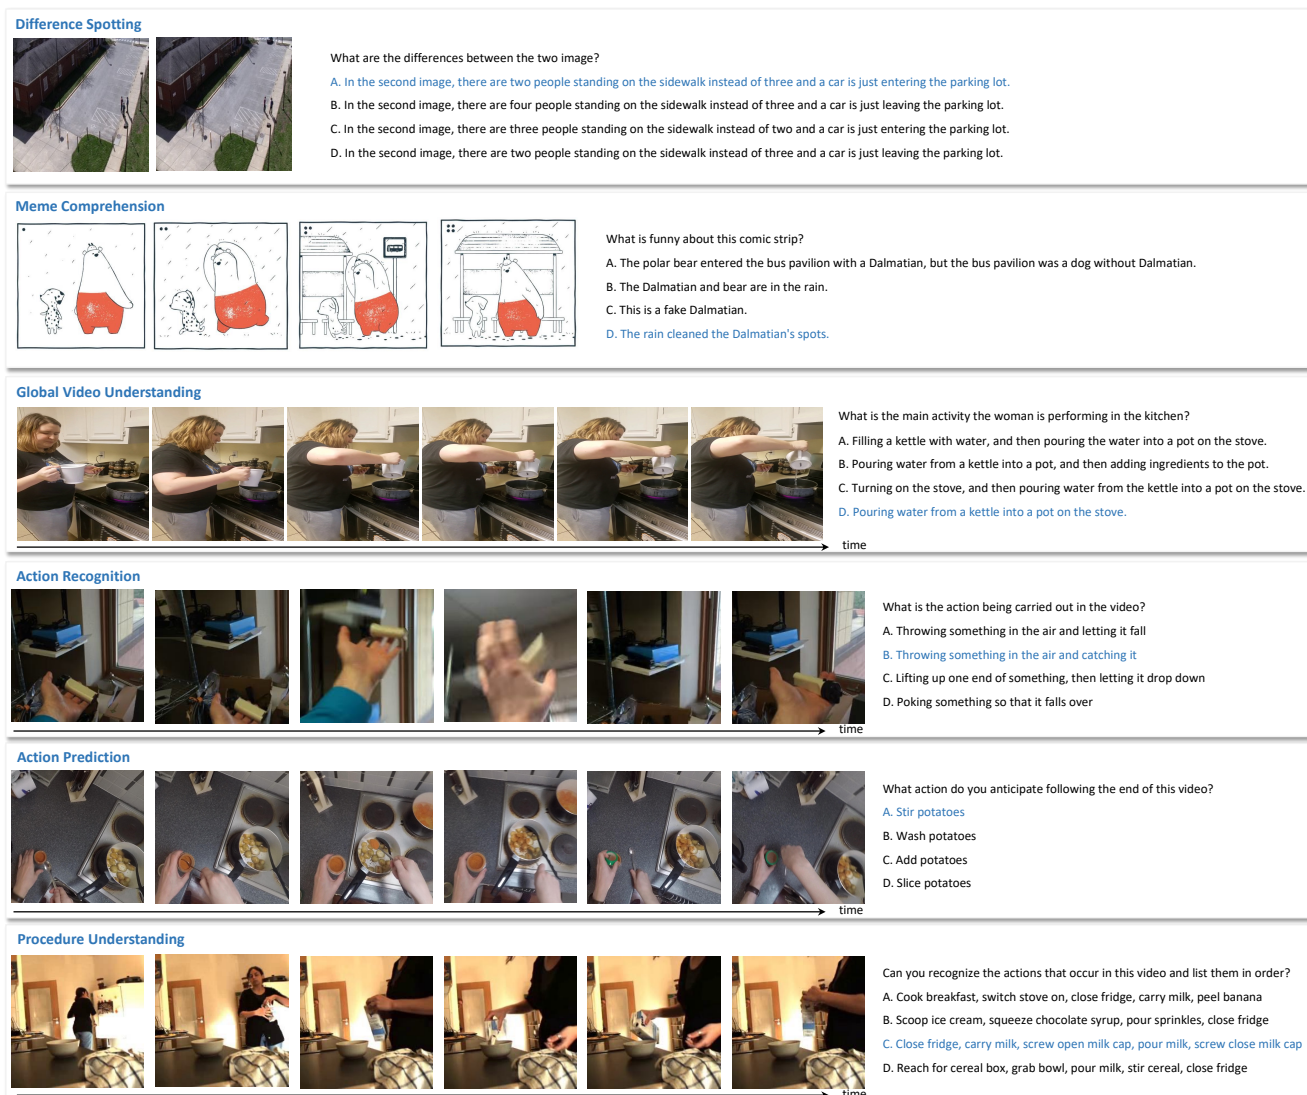 Difference Spotting
What are the differences between the two image?
A. In the second image, there are two people standing on the sidewalk instead of three and a car is just entering the parking lot.
B. In the second image, there are four people standing on the sidewalk instead of three and a car is just leaving the parking lot.
C. In the second image, there are three people standing on the sidewalk instead of two and a car is just entering the parking lot.
D. In the second image, there are two people standing on the sidewalk instead of three and a car is just leaving the parking lot.
Meme Comprehension
What is funny about this comic strip?
A. The polar bear entered the bus pavilion with a Dalmatian, but the bus pavilion was a dog without Dalmatian.
B. The Dalmatian and bear are in the rain.
C. This is a fake Dalmatian.
D. The rain cleaned the Dalmatian's spots.
Global Video Understanding
What is the main activity the woman is performing in the kitchen?
A. Filling a kettle with water, and then pouring the water into a pot on the stove.
B. Pouring water from a kettle into a pot, and then adding ingredients to the pot.
C. Turning on the stove, and then pouring water from the kettle into a pot on the stove.
D. Pouring water from a kettle into a pot on the stove.
time
Action Recognition
What is the action being carried out in the video?
A. Throwing something in the air and letting it fall
B. Throwing something in the air and catching it
C. Lifting up one end of something, then letting it drop down
D. Poking something so that it falls over
time
Action Prediction
What action do you anticipate following the end of this video?
A. Stir potatoes
B. Wash potatoes
C. Add potatoes
D. Slice potatoes
time
Procedure Understanding
Can you recognize the actions that occur in this video and list them in order?
A. Cook breakfast, switch stove on, close fridge, carry milk, peel banana
B. Scoop ice cream, squeeze chocolate syrup, pour sprinkles, close fridge
C. Close fridge, carry milk, screw open milk cap, pour milk, screw close milk cap
D. Reach for cereal box, grab bowl, pour milk, stir cereal, close fridge
time